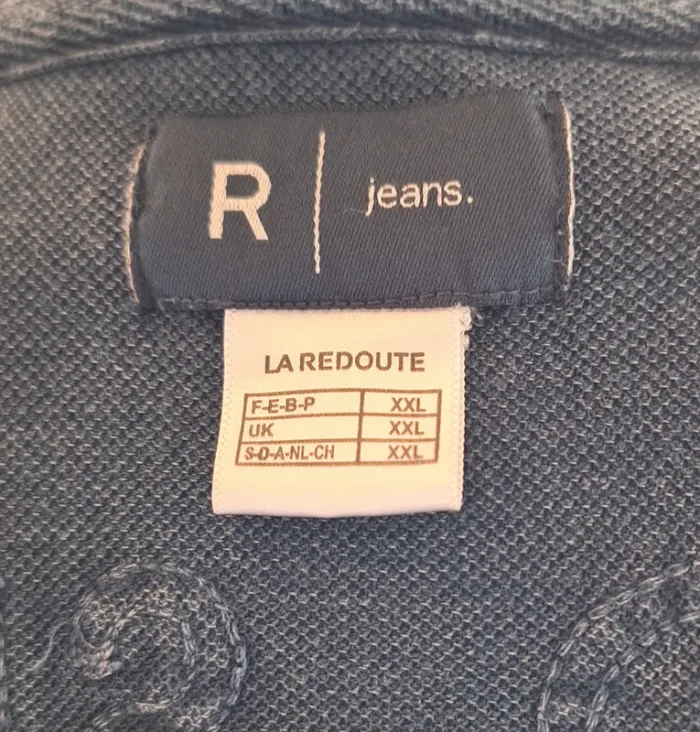 R | jeans.
LA REDOUTE
F-E-B-P XXL
UK XXL
S-D-A-NL-CH XXL